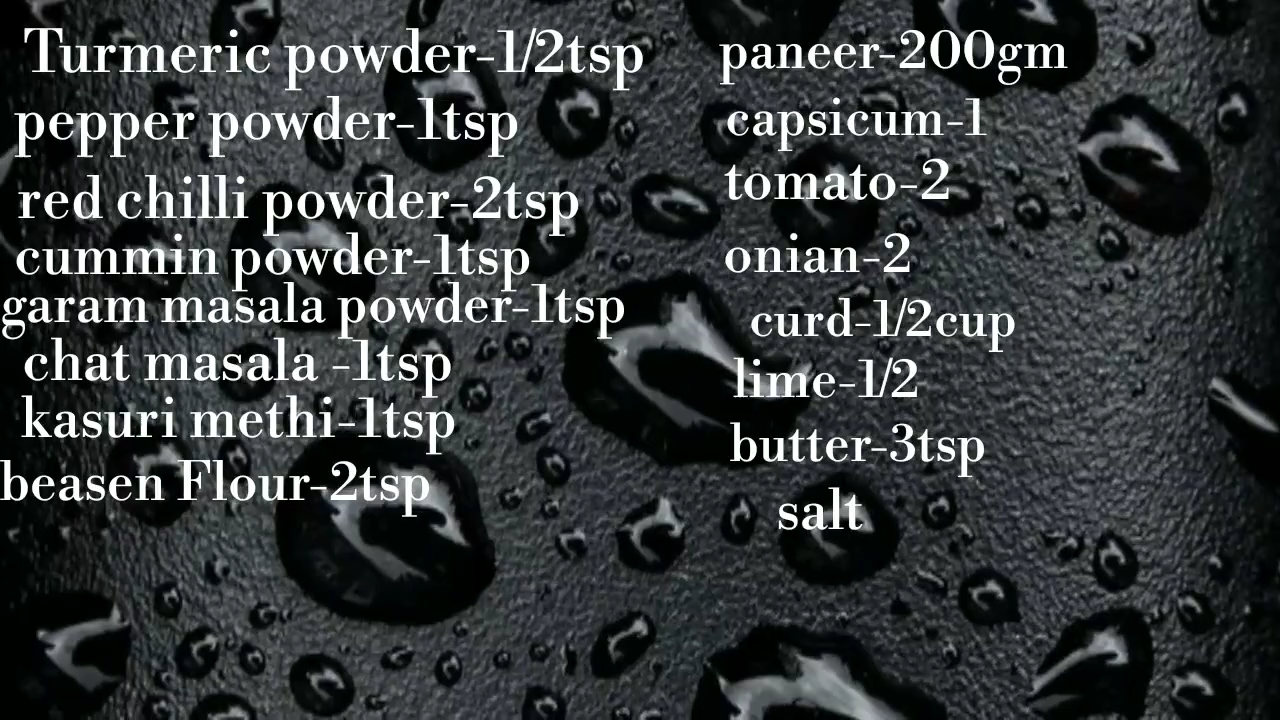 Turmeric powder-1/2tsp
pepper powder-1tsp
red chilli powder-2tsp
cummin powder-1tsp
garam masala powder-1tsp
chat masala -1tsp
kasuri methi-1tsp
beasen Flour-2tsp
paneer-200gm
capsicum-1
tomato-2
onian-2
curd-1/2cup
lime-1/2
butter-3tsp
salt